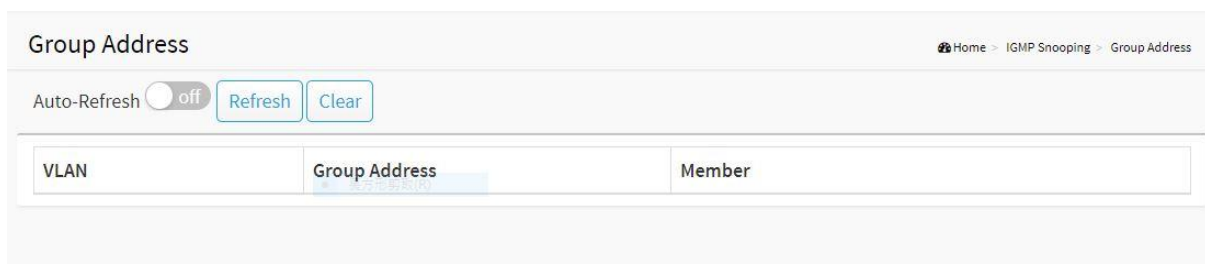 Group Address
Home > IGMP Snooping > Group Address
Auto-Refresh off Refresh Clear
VLAN Group Address Member